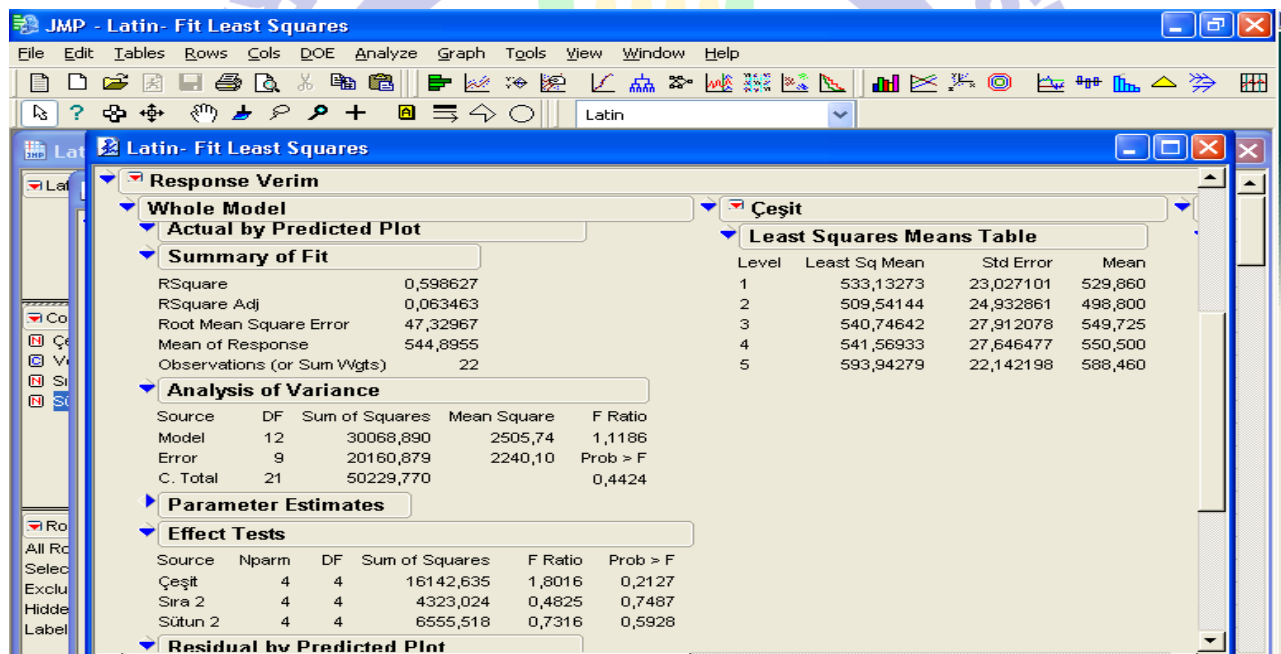 JMP - Latin- Fit Least Squares
File Edit Tables Rows Cols DOE Analyze Graph Tools View Window Help
Latin
Lat
Latin- Fit Least Squares
Laf
Response Verim
Whole Model
Çeşit
Actual by Predicted Plot
Least Squares Means Table
Summary of Fit
Level Least Sq Mean Std Error Mean
RSquare 0,598627
1 533,13273 23,027101 529,860
RSquare Adj 0,063463
2 509,54144 24,932861 498,800
Root Mean Square Error 47,32967
3 540,74642 27,912078 549,725
Mean of Response 544,8955
4 541,56933 27,646477 550,500
Observations (or Sum Wgts) 22
5 593,94279 22,142198 588,460
Co
Analysis of Variance
Source DF Sum of Squares Mean Square F Ratio
Model 12 30068,890 2505,74 1,1186
Error 9 20160,879 2240,10 Prob > F
C. Total 21 50229,770 0,4424
Parameter Estimates
Ro
Effect Tests
All Ro
Source Nparm DF Sum of Squares F Ratio Prob > F
Selec
Çeşit 4 4 16142,635 1,8016 0,2127
Exclu
Sıra 2 4 4 4323,024 0,4825 0,7487
Hidde
Sütun 2 4 4 6555,518 0,7316 0,5928
Label
Residual by Predicted Plot